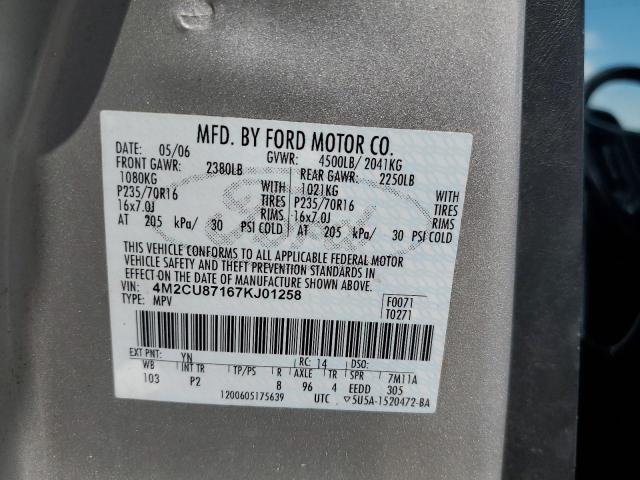 MFD. BY FORD MOTOR CO.
DATE: 05/06 GVWR: 4500LB/ 2041KG
FRONT GAWR: 2380LB REAR GAWR: 2250LB
1080KG WITH 1021KG WITH
P235/70R16 TIRES P235/70R16 TIRES
16x7.0J RIMS 16x7.0J RIMS
AT 205 kPa/ 30 PSI COLD AT 205 kPa/ 30 PSI COLD
Ford
THIS VEHICLE CONFORMS TO ALL APPLICABLE FEDERAL MOTOR
VEHICLE SAFETY AND THEFT PREVENTION STANDARDS IN
EFFECT ON THE DATE OF MANUFACTURE SHOWN ABOVE.
VIN: 4M2CU87167KJ01258 F0071
TYPE: MPV T0271
EXT PNT: YN RC: 14 DSO:
WB INT TR TP/PS R AXLE TR SPR 7M11A
103 P2 8 96 4 EEDD 305
1200605175639 UTC ▽5U5A-1520472-BA